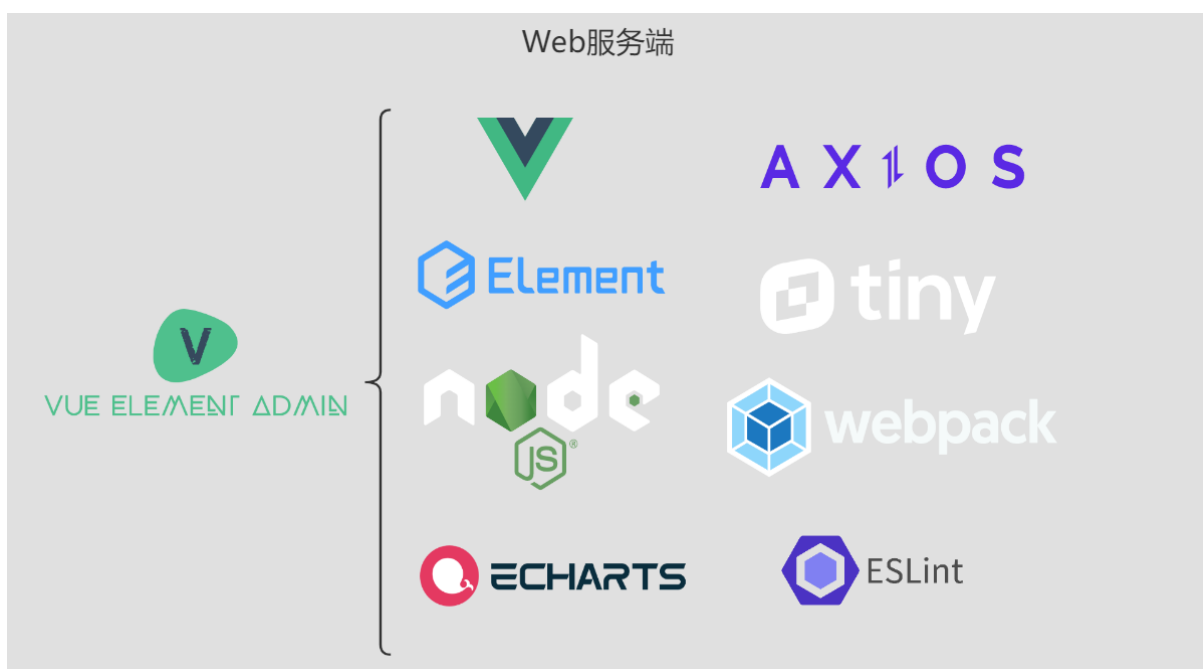 Web服务端
VUE ELEMENT ADMIN
V
AXIOS
Element
tiny
node
JS
®
webpack
ECHARTS
ESLint